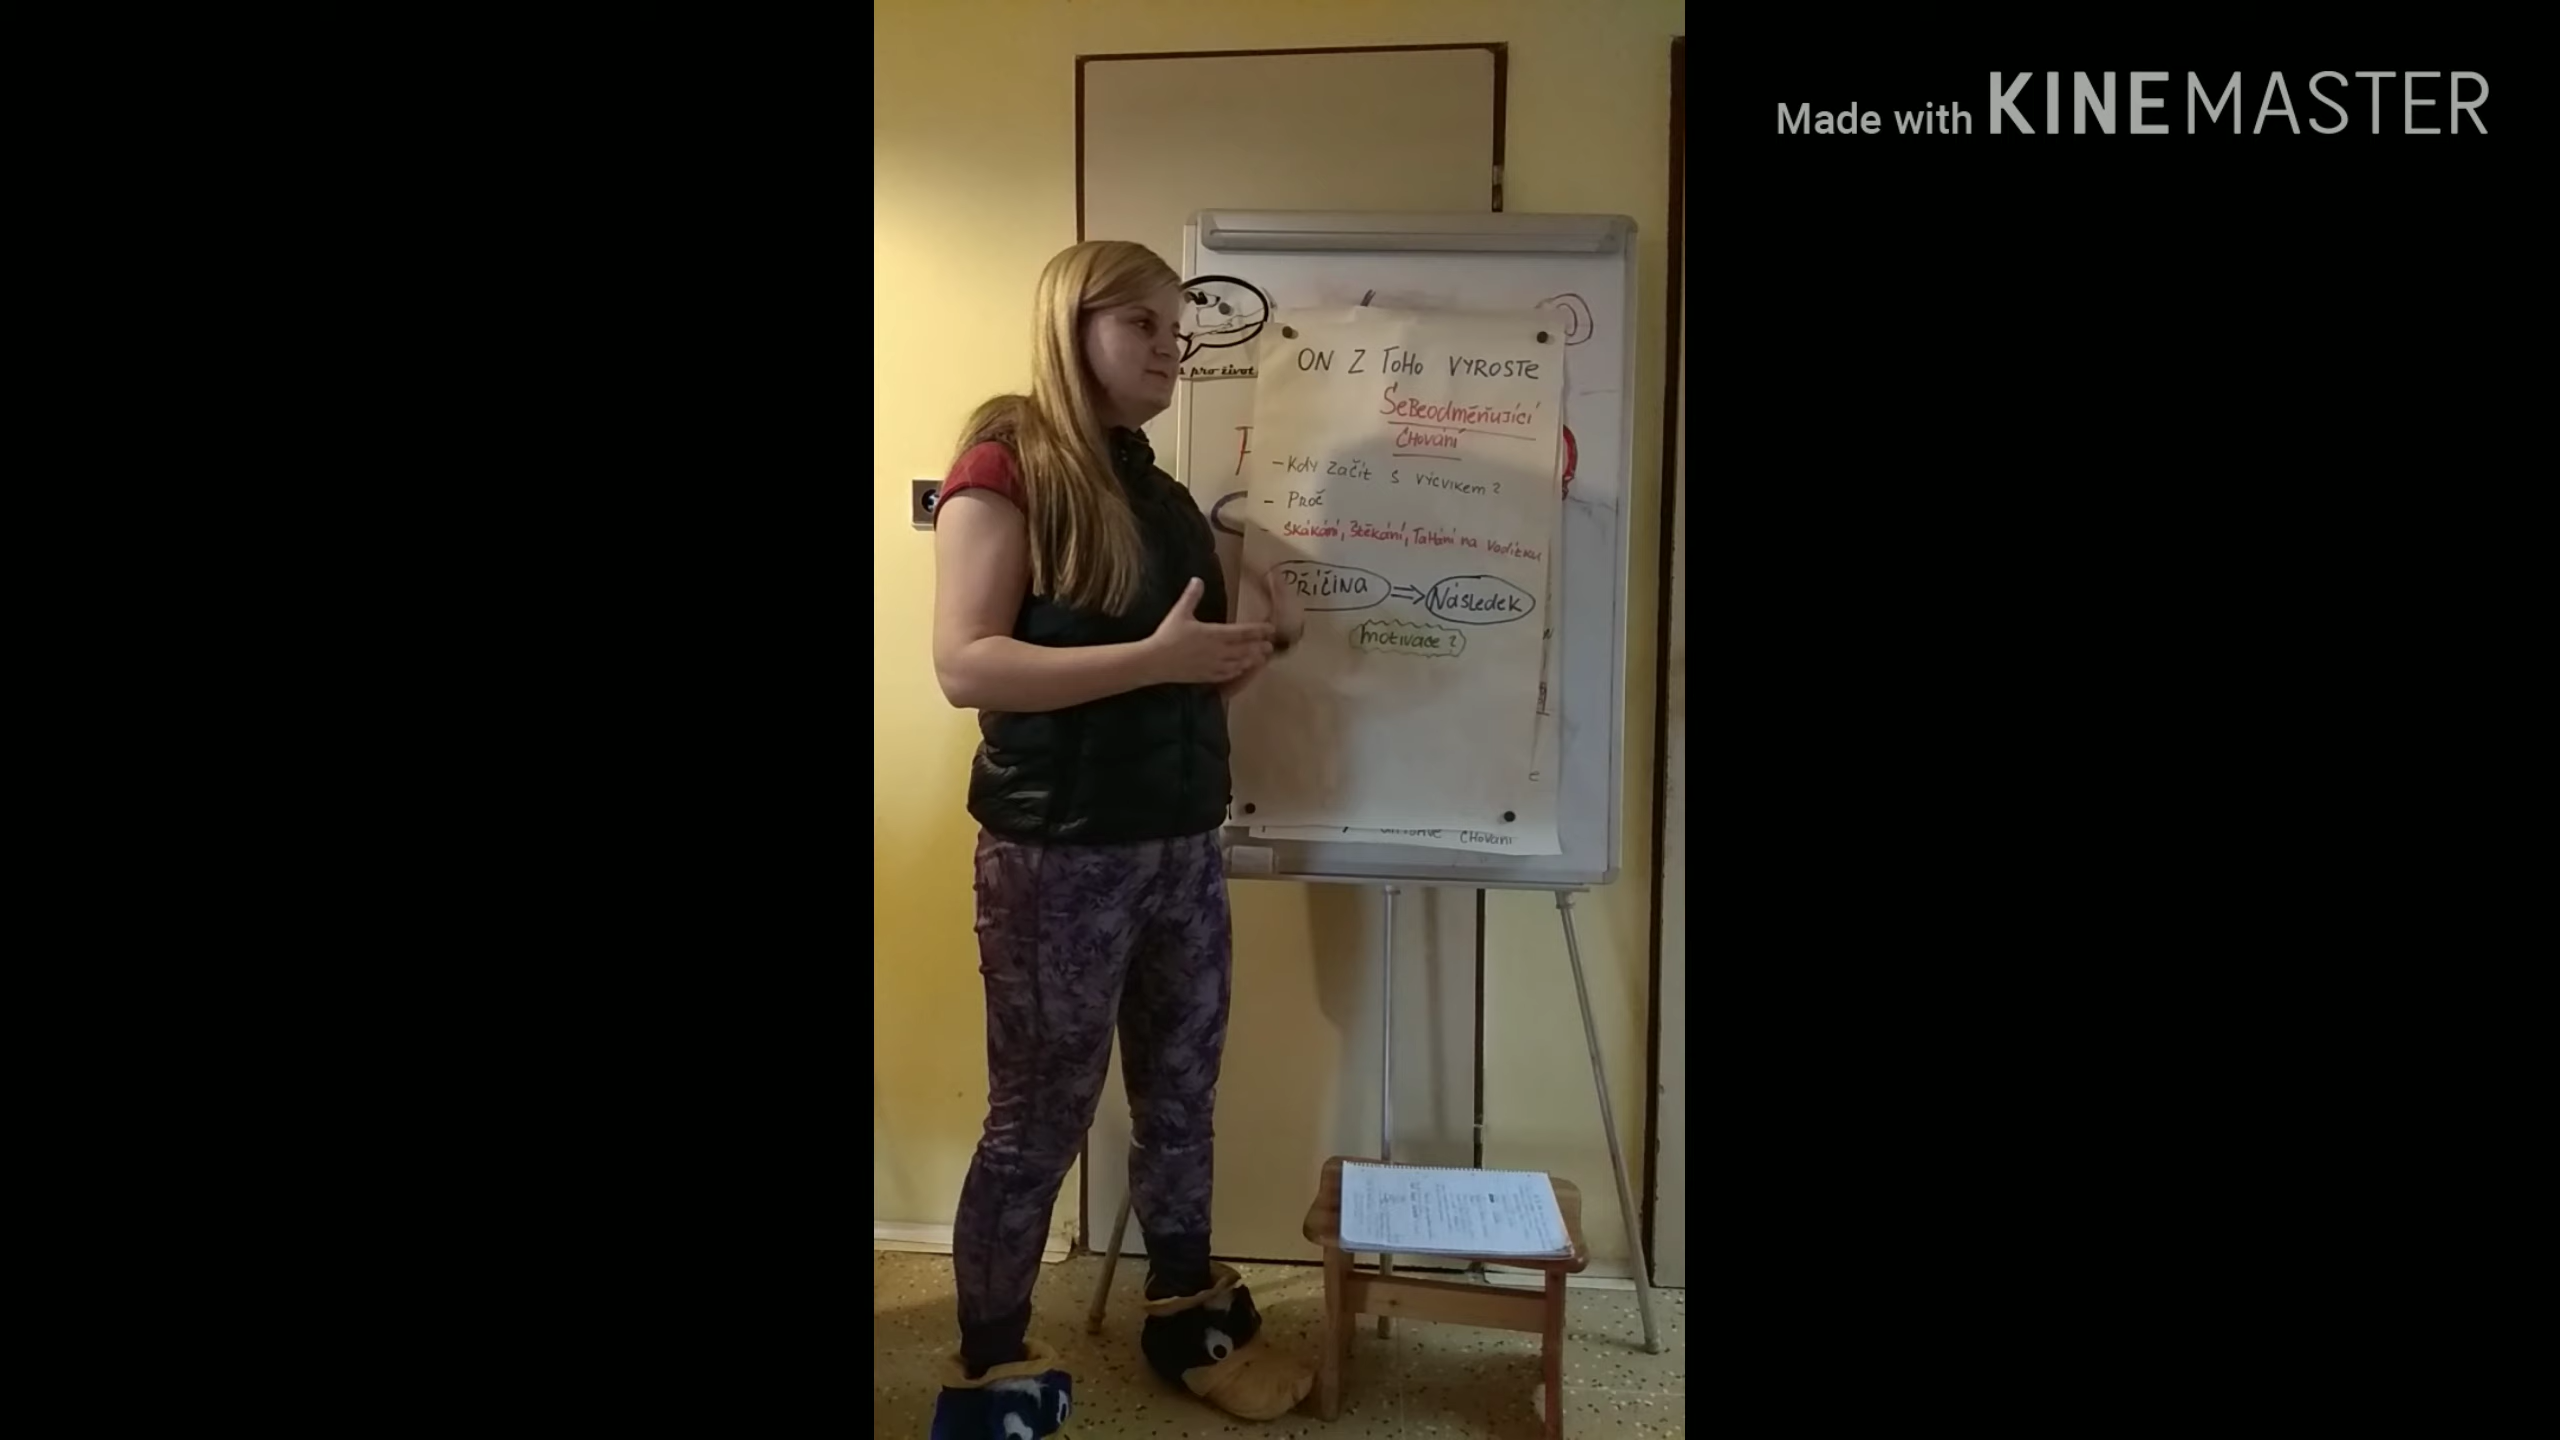 Made with KINEMASTER
s pro život
ON Z TOHO VYROSTE
SEBEODMĚŇUJÍCÍ
CHOVÁNÍ
- KDY ZAČÍT S VÝCVIKEM?
- PROČ
- SKÁKÁNÍ, ŠTĚKÁNÍ, TAHÁNÍ NA VODÍTKU
PŘÍČINA => NÁSLEDEK
MOTIVACE?
CHOVÁNÍ